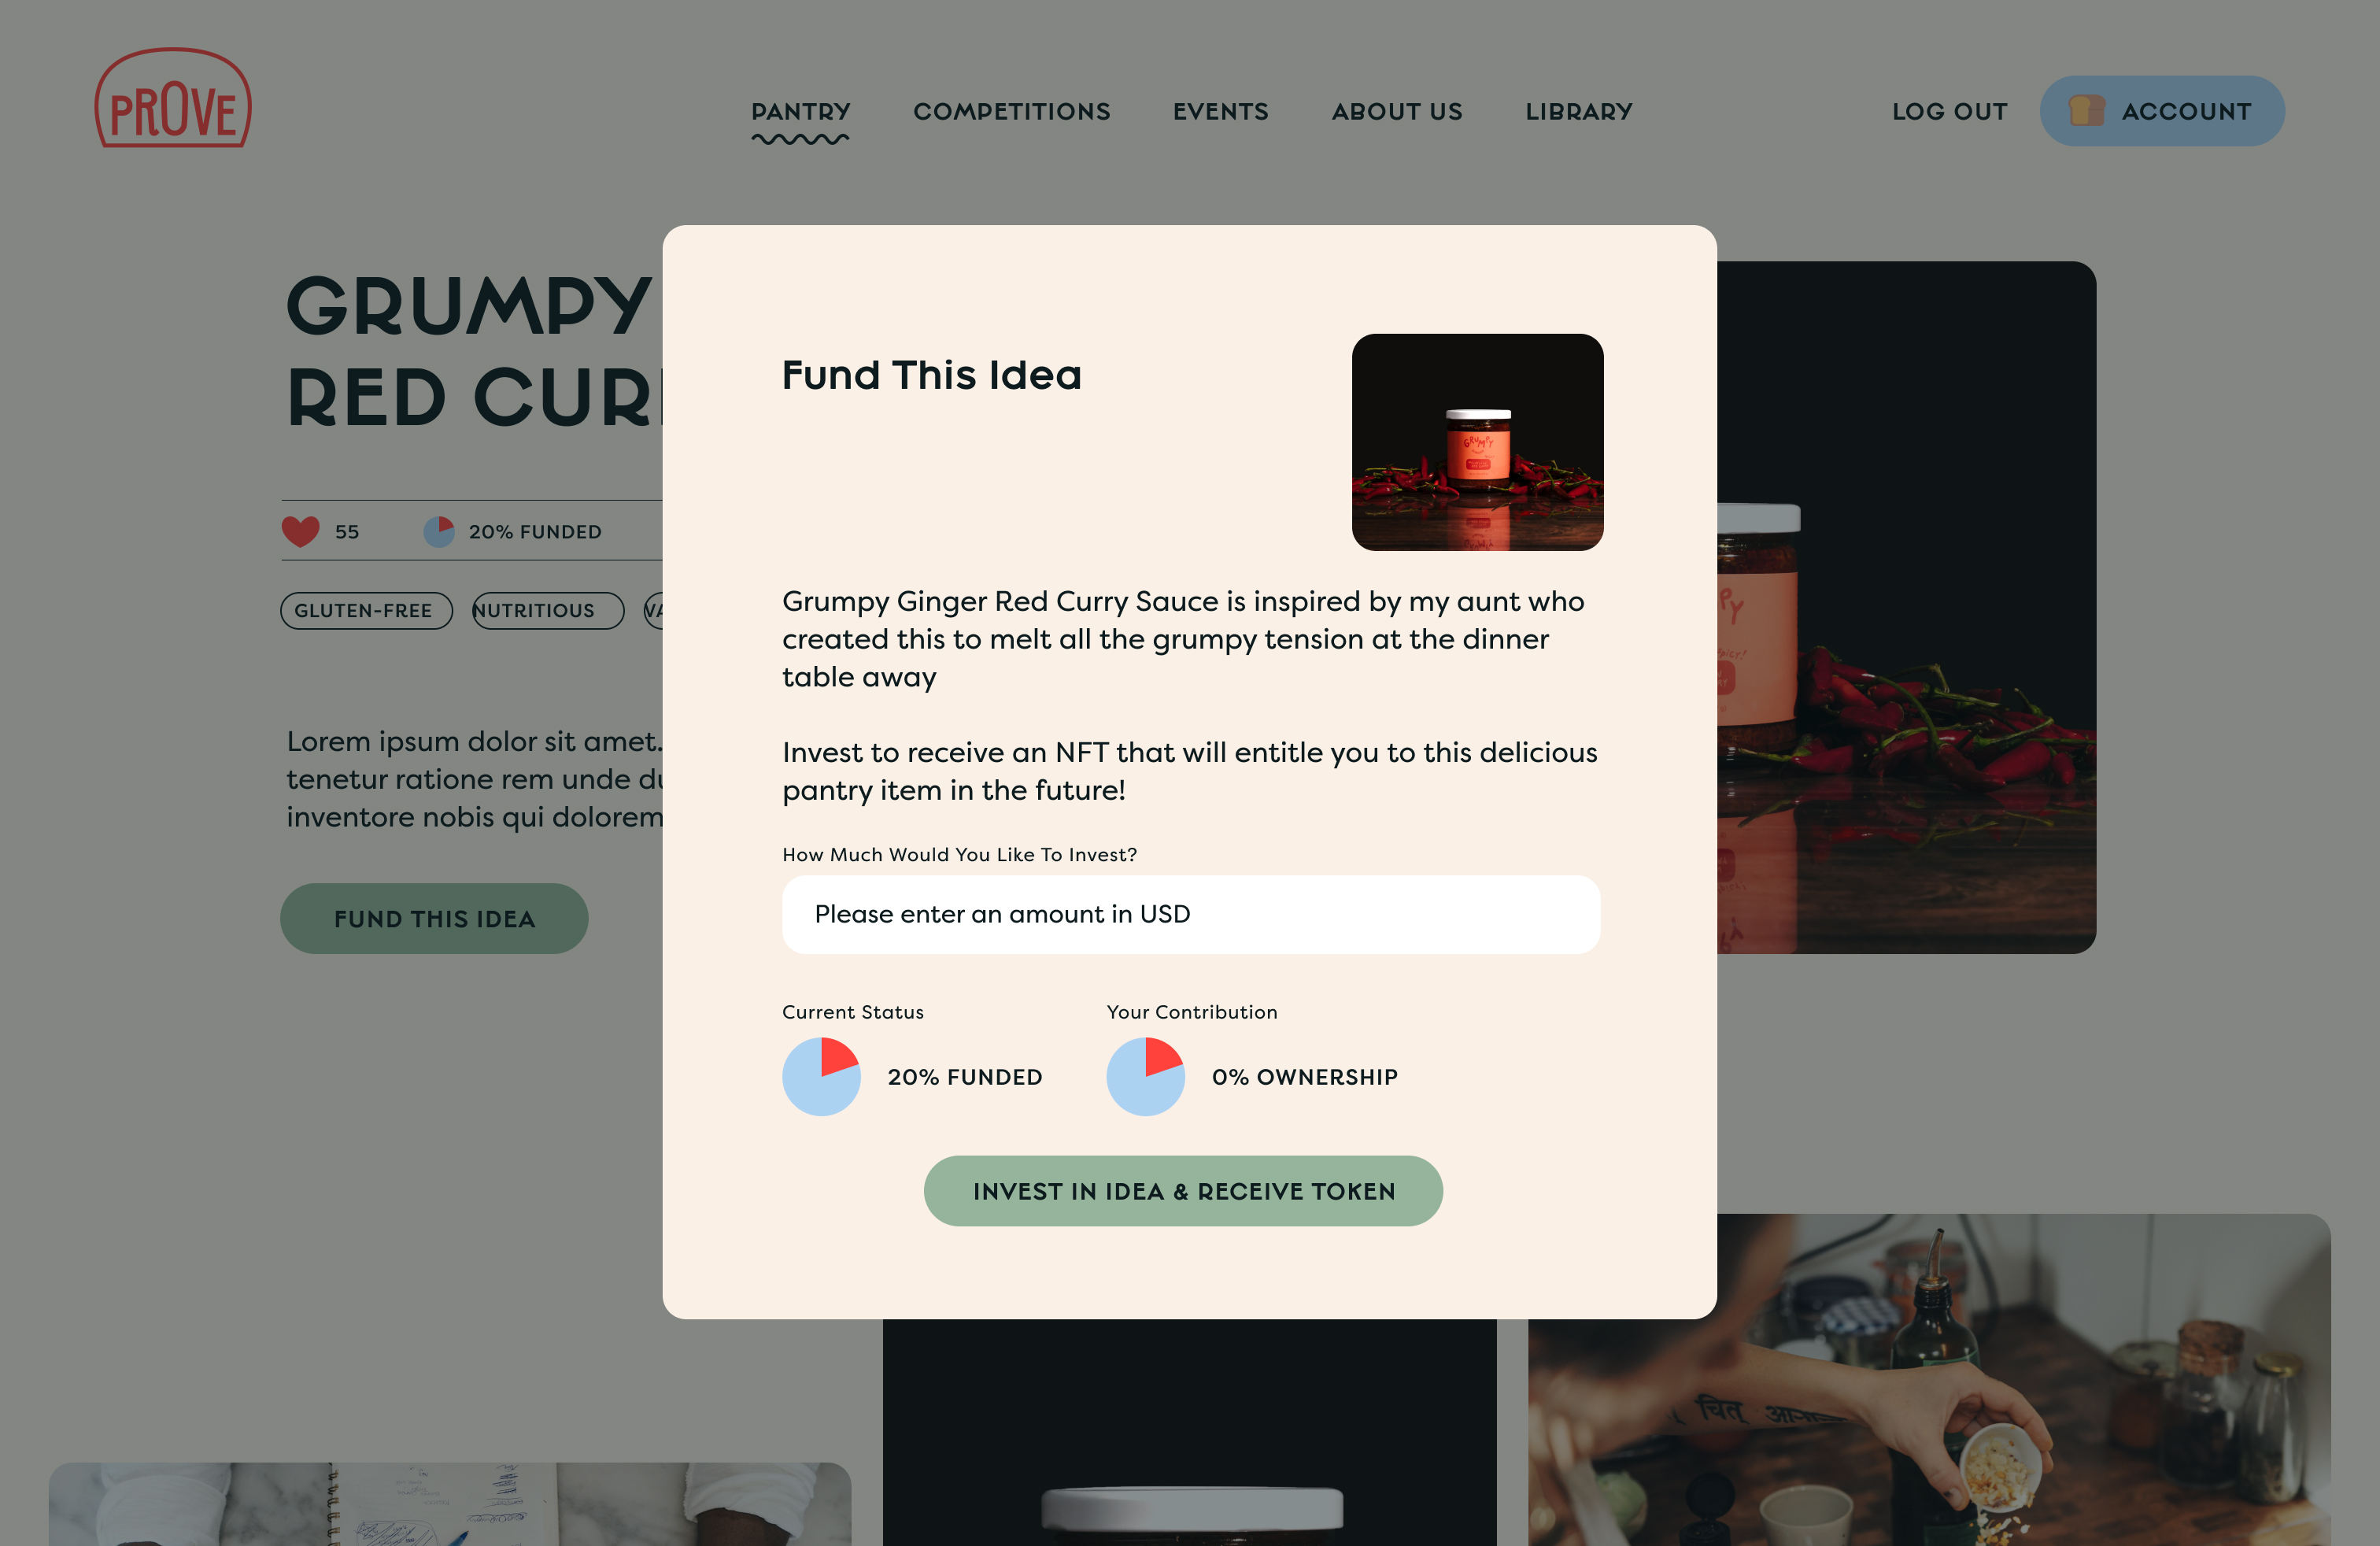 PROVE
PANTRY
COMPETITIONS
EVENTS
ABOUT US
LIBRARY
LOG OUT
ACCOUNT
GRUMPY
RED
55
20% FUNDED
GLUTEN-FREE
NUTRITIOUS
Lorem ipsum dolor sit amet.
tenetur ratione rem unde
inventore nobis qui dolorem
FUND THIS IDEA
Fund This Idea
GRUMPY
Grumpy Ginger Red Curry Sauce is inspired by my aunt who
created this to melt all the grumpy tension at the dinner
table away
Invest to receive an NFT that will entitle you to this delicious
pantry item in the future!
How Much Would You Like To Invest?
Please enter an amount in USD
Current Status
20% FUNDED
Your Contribution
0% OWNERSHIP
INVEST IN IDEA & RECEIVE TOKEN
चित्